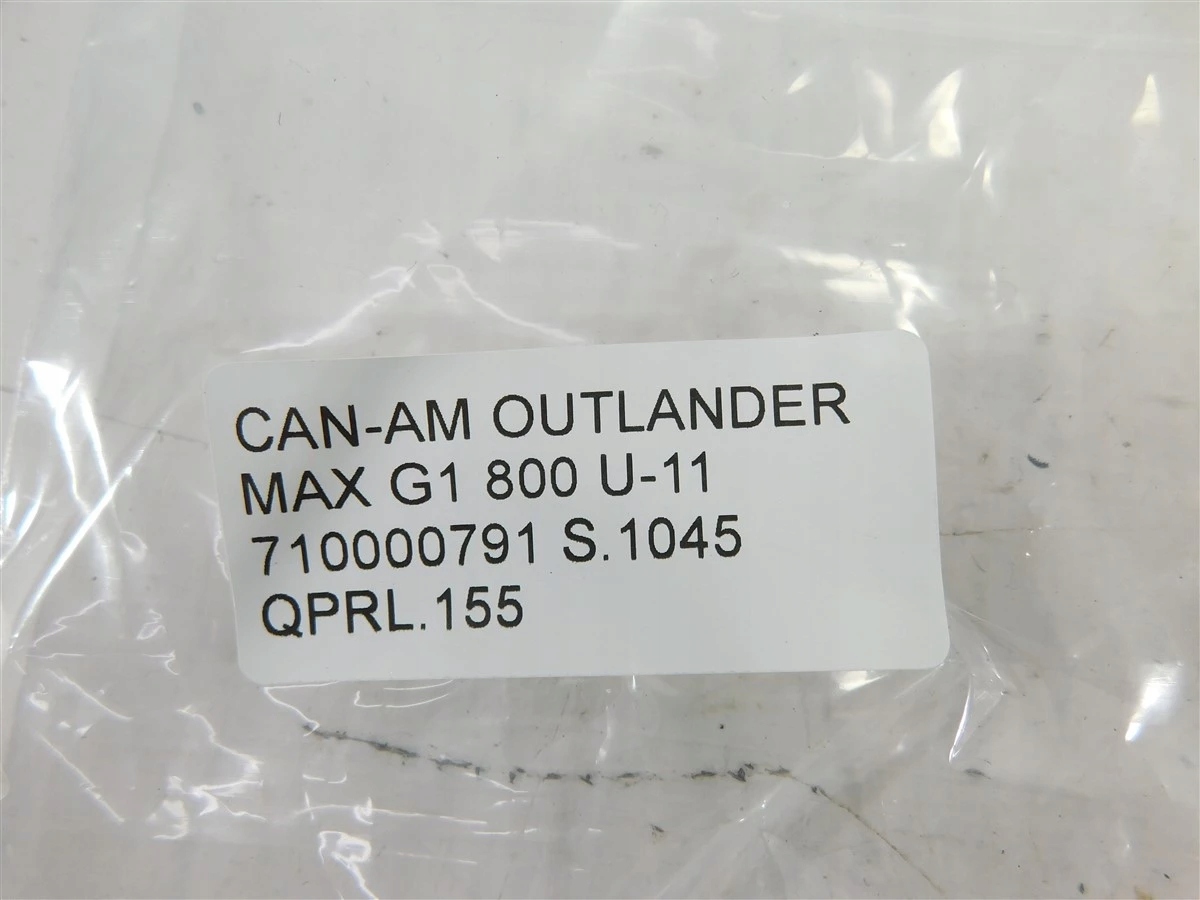 CAN-AM OUTLANDER
MAX G1 800 U-11
710000791 S.1045
QPRL.155